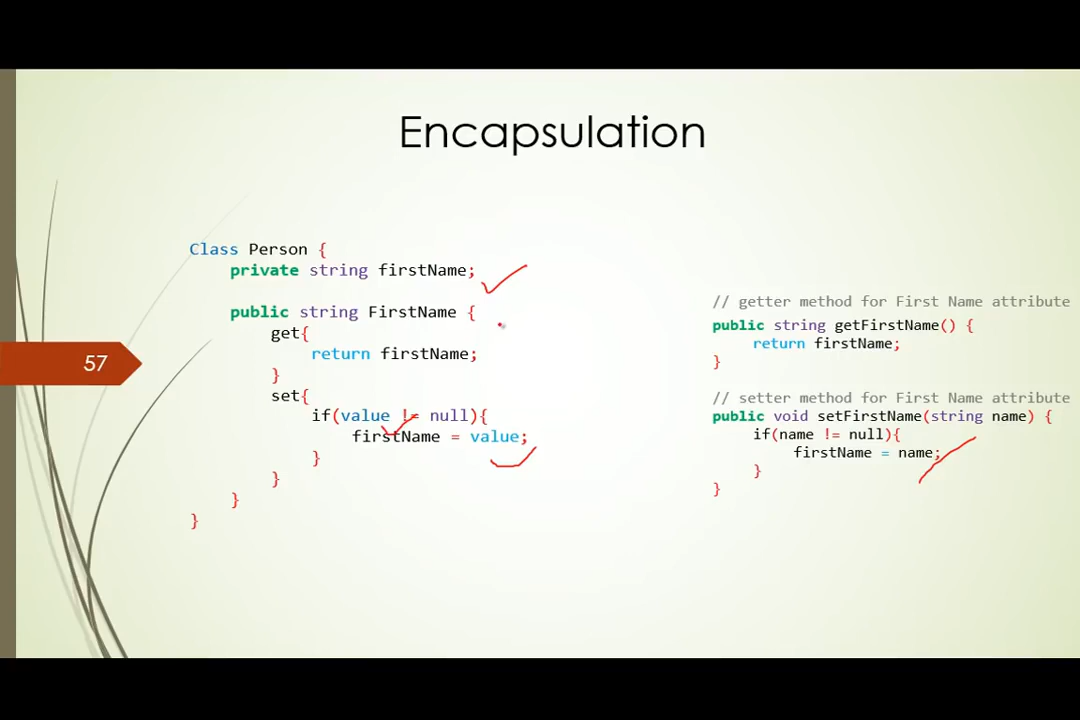 Encapsulation
Class Person {
private string firstName;
public string FirstName {
get{
return firstName;
}
set{
if(value != null){
firstName = value;
}
}
}
}
// getter method for First Name attribute
public string getFirstName() {
return firstName;
}
// setter method for First Name attribute
public void setFirstName(string name) {
if(name != null){
firstName = name;
}
}
57